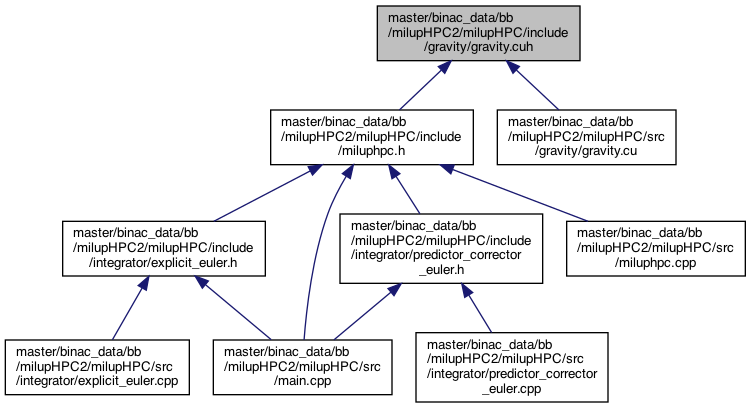 master/binac_data/bb
/milupHPC2/milupHPC/include
/gravity/gravity.cuh
master/binac_data/bb
/milupHPC2/milupHPC/include
/miluphpc.h
master/binac_data/bb
/milupHPC2/milupHPC/src
/gravity/gravity.cu
master/binac_data/bb
/milupHPC2/milupHPC/include
/integrator/explicit_euler.h
master/binac_data/bb
/milupHPC2/milupHPC/include
/integrator/predictor_corrector
_euler.h
master/binac_data/bb
/milupHPC2/milupHPC/src
/miluphpc.cpp
master/binac_data/bb
/milupHPC2/milupHPC/src
/integrator/explicit_euler.cpp
master/binac_data/bb
/milupHPC2/milupHPC/src
/main.cpp
master/binac_data/bb
/milupHPC2/milupHPC/src
/integrator/predictor_corrector
_euler.cpp